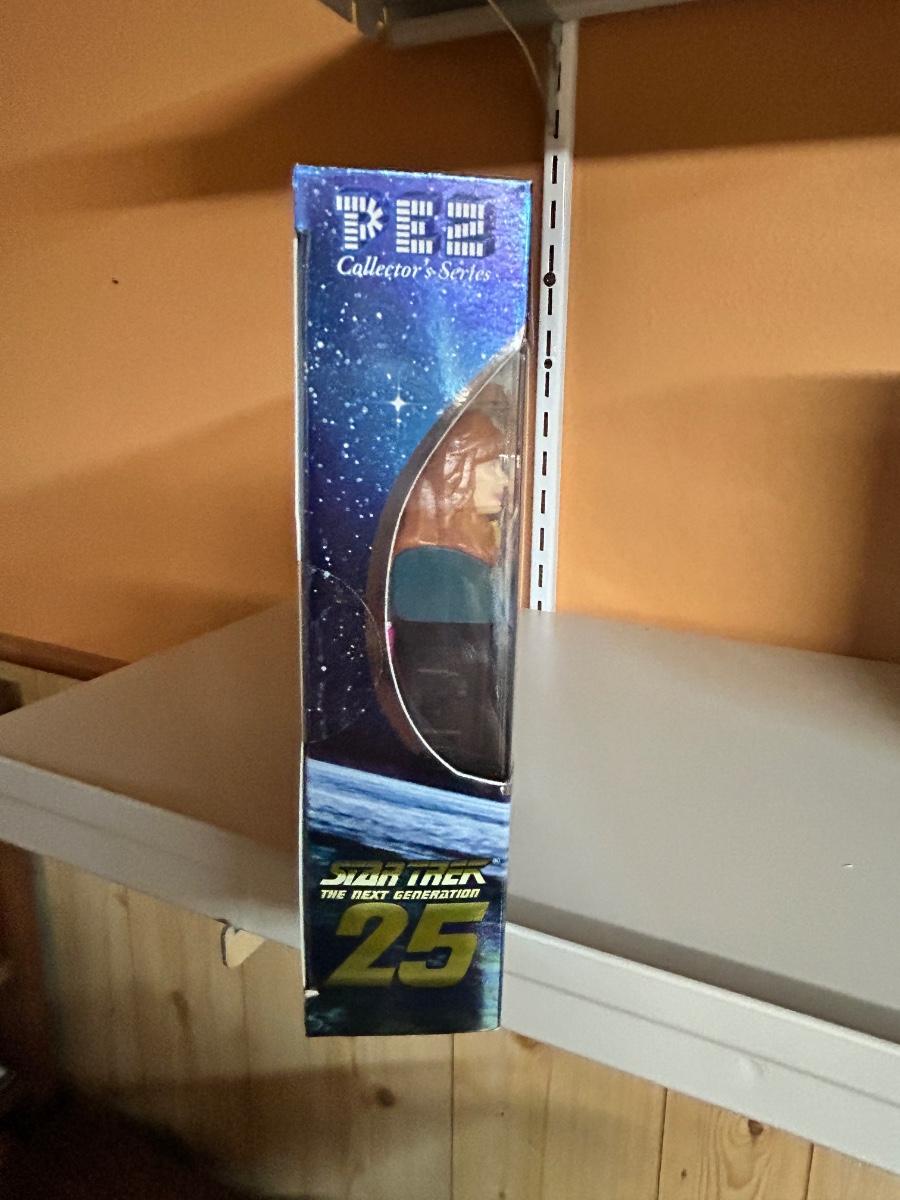 PEZ
Collector's Series
STAR TREK
THE NEXT GENERATION
25